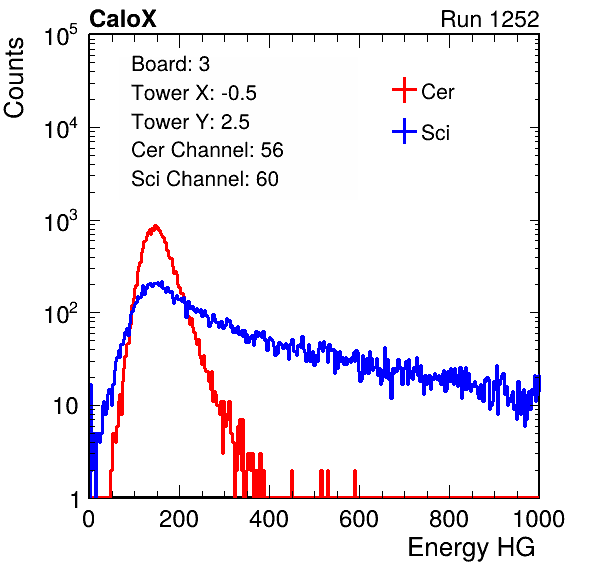 CaloX Run 1252
Counts
Board: 3
Tower X: -0.5
Tower Y: 2.5
Cer Channel: 56
Sci Channel: 60
Cer
Sci
10^5
10^4
10^3
10^2
10
1
0 200 400 600 800 1000
Energy HG